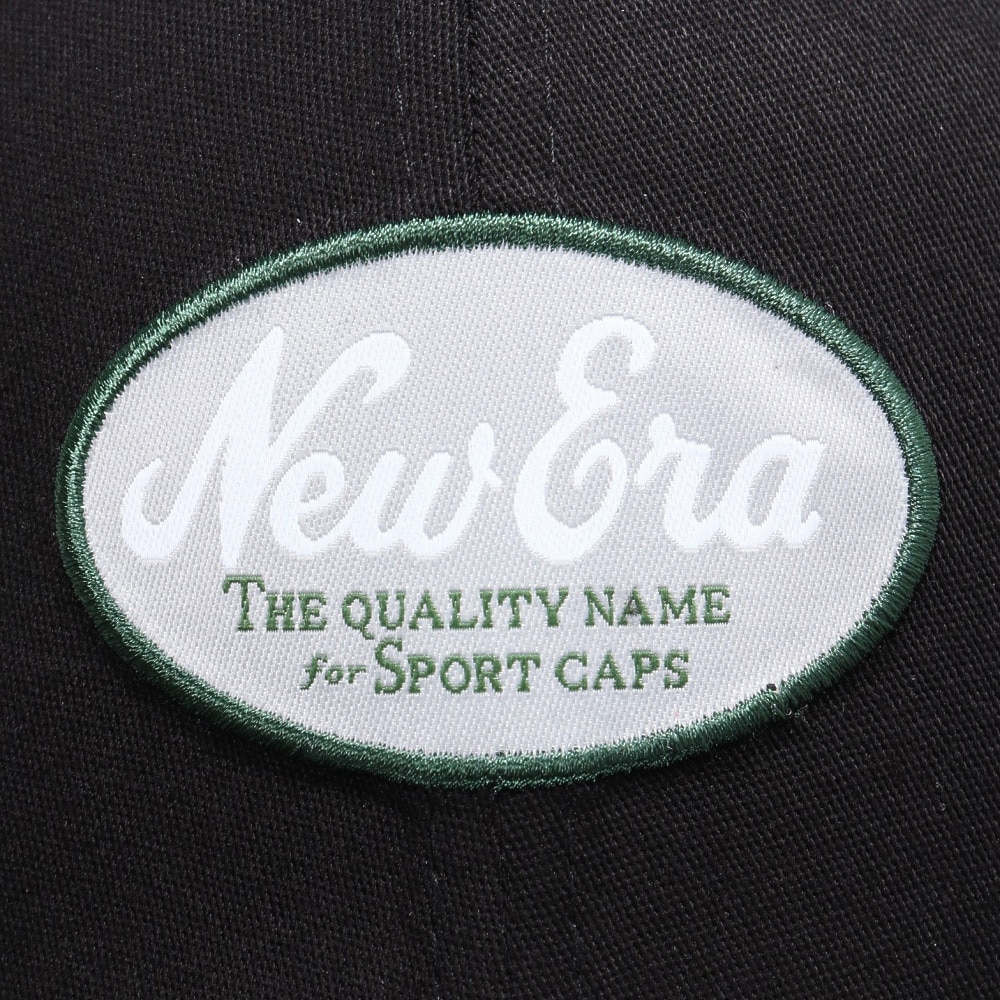 New Era
THE QUALITY NAME
for SPORT CAPS